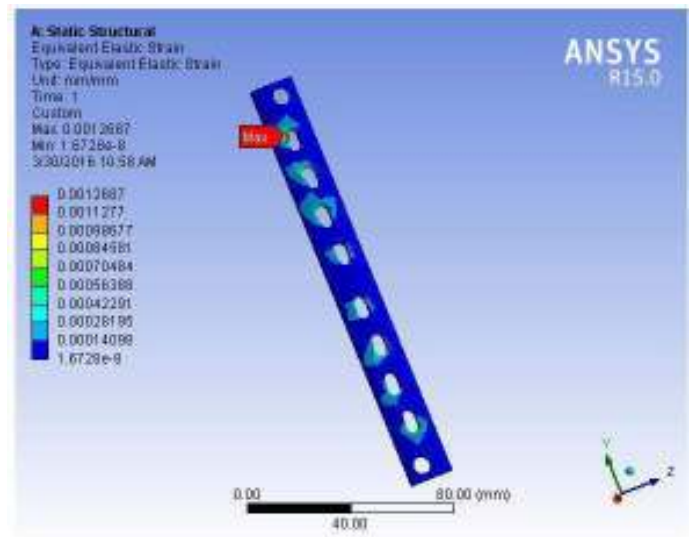 A: Static Structural
Equivalent Elastic Strain
Type: Equivalent Elastic Strain
Unit: mm/mm
Time: 1
Custom
Max: 0.0012687
Min: 1.6728e-8
3/30/2016 10:58 AM
ANSYS
R15.0
Max
0.0012687
0.0011277
0.00098677
0.00084581
0.00070484
0.00056388
0.00042291
0.00028195
0.00014098
1.6728e-8
0.00
80.00 (mm)
40.00
Y
Z